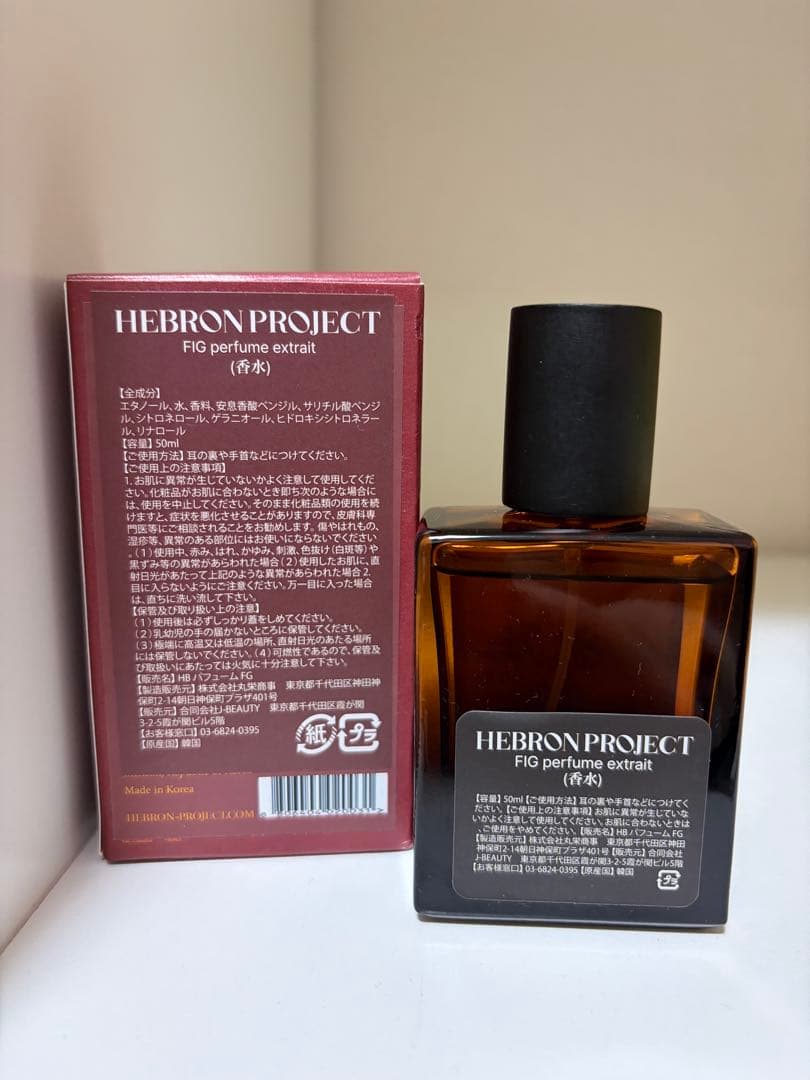 HEBRON PROJECT
FIG perfume extrait
(香水)
【全成分】
エタノール、水、香料、安息香酸ベンジル、サリチル酸ベンジ
ル、シトロネロール、ゲラニオール、ヒドロキシシトロネラー
ル、リナロール
【容量】50ml
【ご使用方法】耳の裏や手首などにつけてください。
【ご使用上の注意事項】
1. お肌に異常が生じていないかよく注意して使用してくだ
さい。化粧品がお肌に合わないとき即ち次のような場合に
は、使用を中止してください。そのまま化粧品類の使用を続
けますと、症状を悪化させることがありますので、皮膚科専
門医等にご相談されることをお勧めします。傷やはれもの、
湿疹等、異常のある部位にはお使いにならないでくださ
い。(1)使用中、赤み、はれ、かゆみ、刺激、色抜け(白斑等)や
黒ずみ等の異常があらわれた場合(2)使用したお肌に、直
射日光があたって上記のような異常があらわれた場合 2.
目に入らないようにご注意ください。万一目に入った場合
は、直ちに洗い流して下さい。
【保管及び取り扱い上の注意】
(1)使用後は必ずしっかり蓋をしめてください。
(2)乳幼児の手の届かないところに保管してください。
(3)極端に高温又は低温の場所、直射日光のあたる場所
には保管しないでください。(4)可燃性であるので、保管及
び取扱いにあたっては火気に十分注意して下さい。
【販売名】HB パフューム FG
【製造販売元】株式会社丸栄商事 東京都千代田区神田神
保町2-14朝日神保町プラザ401号
【販売元】合同会社J-BEAUTY 東京都千代田区霞が関
3-2-5霞が関ビル5階
【お客様窓口】03-6824-0395
【原産国】韓国
紙 プラ
Made in Korea
HEBRON-PROJECT.COM
HEBRON PROJECT
FIG perfume extrait
(香水)
【容量】50ml【ご使用方法】耳の裏や手首などにつけてく
ださい。【ご使用上の注意事項】お肌に異常が生じていな
いかよく注意して使用してください。お肌に合わないときは
、ご使用をやめてください。【販売名】HB パフューム FG
【製造販売元】株式会社丸栄商事 東京都千代田区神田
神保町2-14朝日神保町プラザ401号【販売元】合同会社
J-BEAUTY 東京都千代田区霞が関3-2-5霞が関ビル5階
【お客様窓口】03-6824-0395【原産国】韓国
プラ